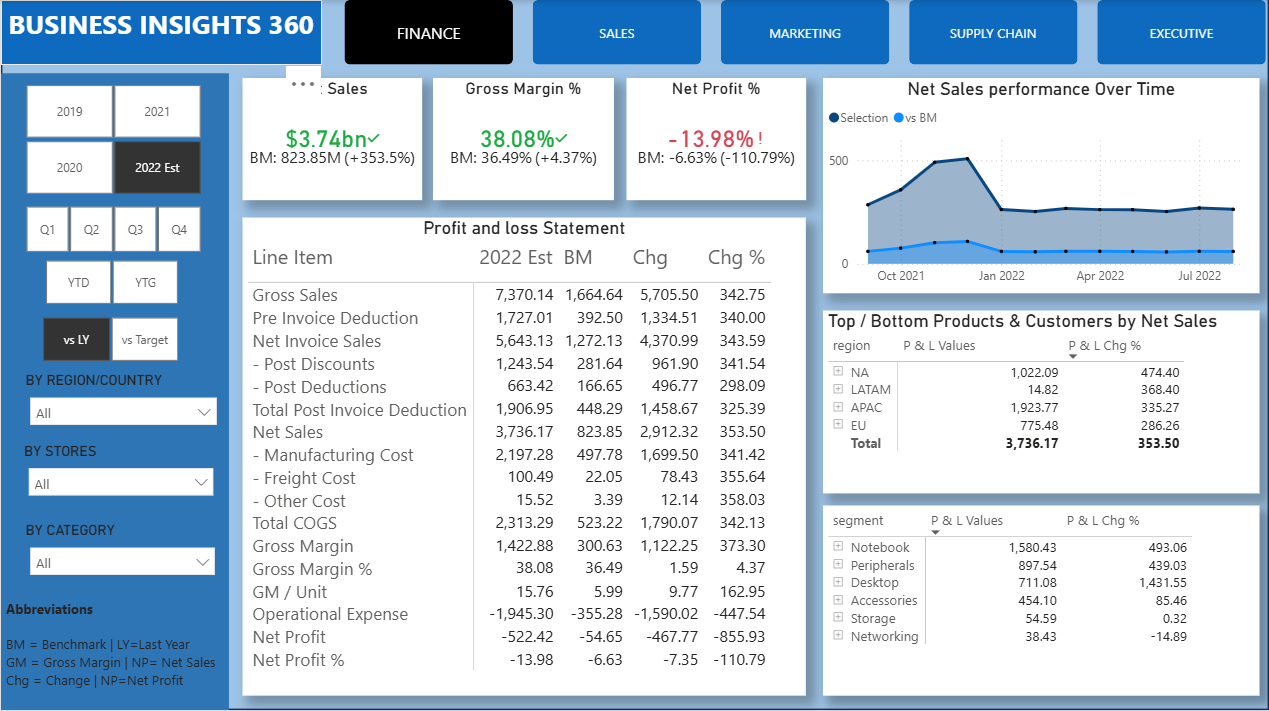 BUSINESS INSIGHTS 360
FINANCE
SALES
MARKETING
SUPPLY CHAIN
EXECUTIVE
2019
2021
2020
2022 Est
Q1 Q2 Q3 Q4
YTD YTG
vs LY vs Target
BY REGION/COUNTRY
All
BY STORES
All
BY CATEGORY
All
Abbreviations
BM = Benchmark | LY=Last Year
GM = Gross Margin | NP= Net Sales
Chg = Change | NP=Net Profit
Sales
$3.74bn
BM: 823.85M (+353.5%)
Gross Margin %
38.08%
BM: 36.49% (+4.37%)
Net Profit %
-13.98% !
BM: -6.63% (-110.79%)
Profit and loss Statement
Line Item 2022 Est BM Chg Chg %
Gross Sales 7,370.14 1,664.64 5,705.50 342.75
Pre Invoice Deduction 1,727.01 392.50 1,334.51 340.00
Net Invoice Sales 5,643.13 1,272.13 4,370.99 343.59
- Post Discounts 1,243.54 281.64 961.90 341.54
- Post Deductions 663.42 166.65 496.77 298.09
Total Post Invoice Deduction 1,906.95 448.29 1,458.67 325.39
Net Sales 3,736.17 823.85 2,912.32 353.50
- Manufacturing Cost 2,197.28 497.78 1,699.50 341.42
- Freight Cost 100.49 22.05 78.43 355.64
- Other Cost 15.52 3.39 12.14 358.03
Total COGS 2,313.29 523.22 1,790.07 342.13
Gross Margin 1,422.88 300.63 1,122.25 373.30
Gross Margin % 38.08 36.49 1.59 4.37
GM / Unit 15.76 5.99 9.77 162.95
Operational Expense -1,945.30 -355.28 -1,590.02 -447.54
Net Profit -522.42 -54.65 -467.77 -855.93
Net Profit % -13.98 -6.63 -7.35 -110.79
Net Sales performance Over Time
Selection vs BM
500
0
Oct 2021 Jan 2022 Apr 2022 Jul 2022
Top / Bottom Products & Customers by Net Sales
region P & L Values P & L Chg %
NA 1,022.09 474.40
LATAM 14.82 368.40
APAC 1,923.77 335.27
EU 775.48 286.26
Total 3,736.17 353.50
segment P & L Values P & L Chg %
Notebook 1,580.43 493.06
Peripherals 897.54 439.03
Desktop 711.08 1,431.55
Accessories 454.10 85.46
Storage 54.59 0.32
Networking 38.43 -14.89